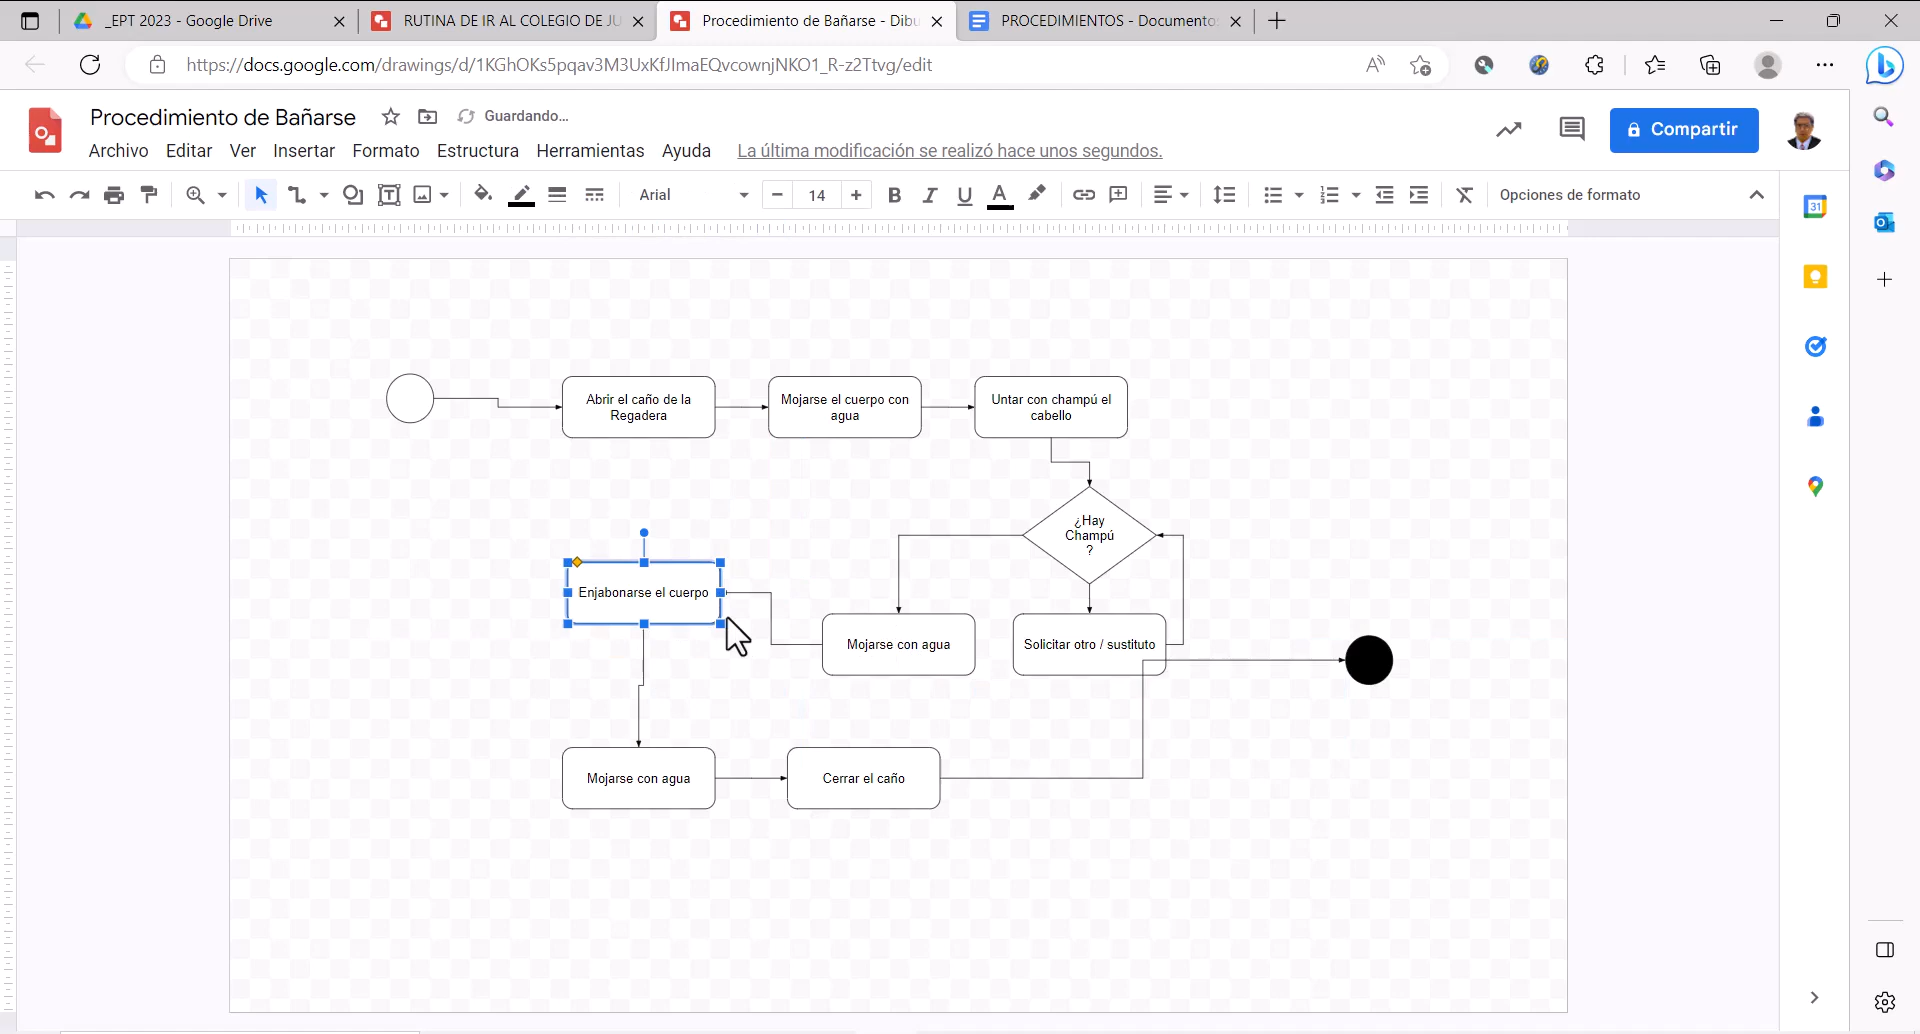 _EPT 2023 - Google Drive
RUTINA DE IR AL COLEGIO DE JU
Procedimiento de Bañarse - Dibu
PROCEDIMIENTOS - Documentos
https://docs.google.com/drawings/d/1KGhOKs5pqav3M3UxKfJImaEQvcownjNKO1_R-z2Ttvg/edit
Procedimiento de Bañarse
Guardando...
Compartir
Archivo Editar Ver Insertar Formato Estructura Herramientas Ayuda La última modificación se realizó hace unos segundos.
Arial 14 B I U A Opciones de formato
31
Abrir el caño de la
Regadera
Mojarse el cuerpo con
agua
Untar con champú el
cabello
¿Hay
Champú
?
Enjabonarse el cuerpo
Mojarse con agua
Solicitar otro / sustituto
Mojarse con agua
Cerrar el caño